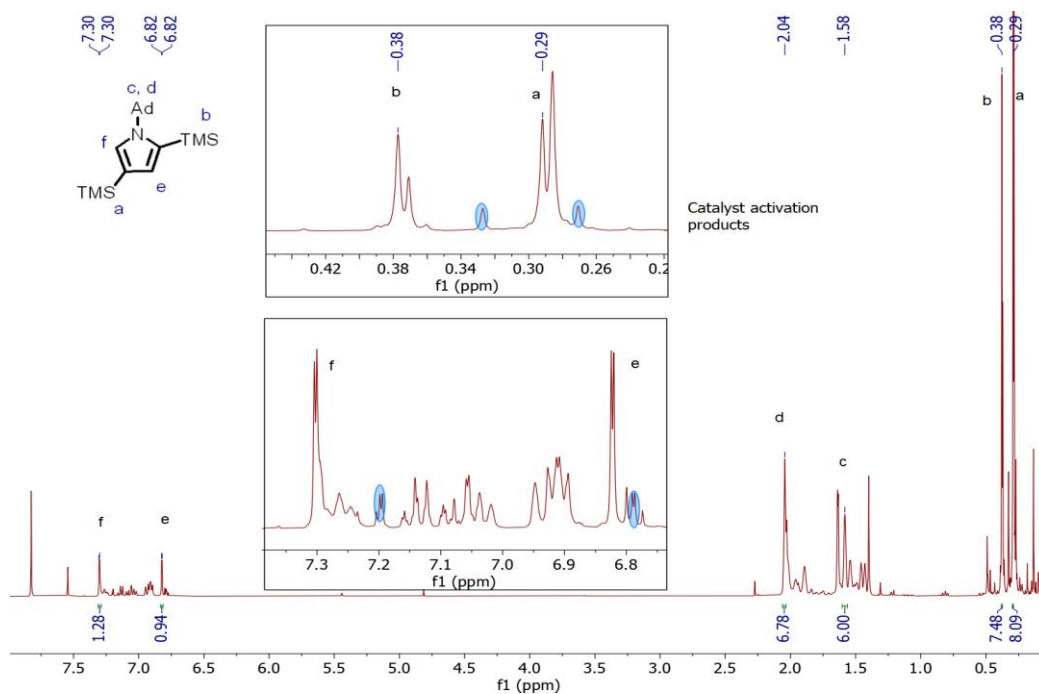 7.30
7.30
6.82
6.82
2.04
1.58
0.38
0.29
c, d
Ad
N
f
TMS
b
e
TMS
a
0.38
0.29
b
a
0.42 0.38 0.34 0.30 0.26 0.2
f1 (ppm)
Catalyst activation
products
f
e
7.3 7.2 7.1 7.0 6.9 6.8
f1 (ppm)
b
a
d
c
f
e
1.28
0.94
6.78
6.00
7.48
8.09
7.5 7.0 6.5 6.0 5.5 5.0 4.5 4.0 3.5 3.0 2.5 2.0 1.5 1.0 0.5
f1 (ppm)